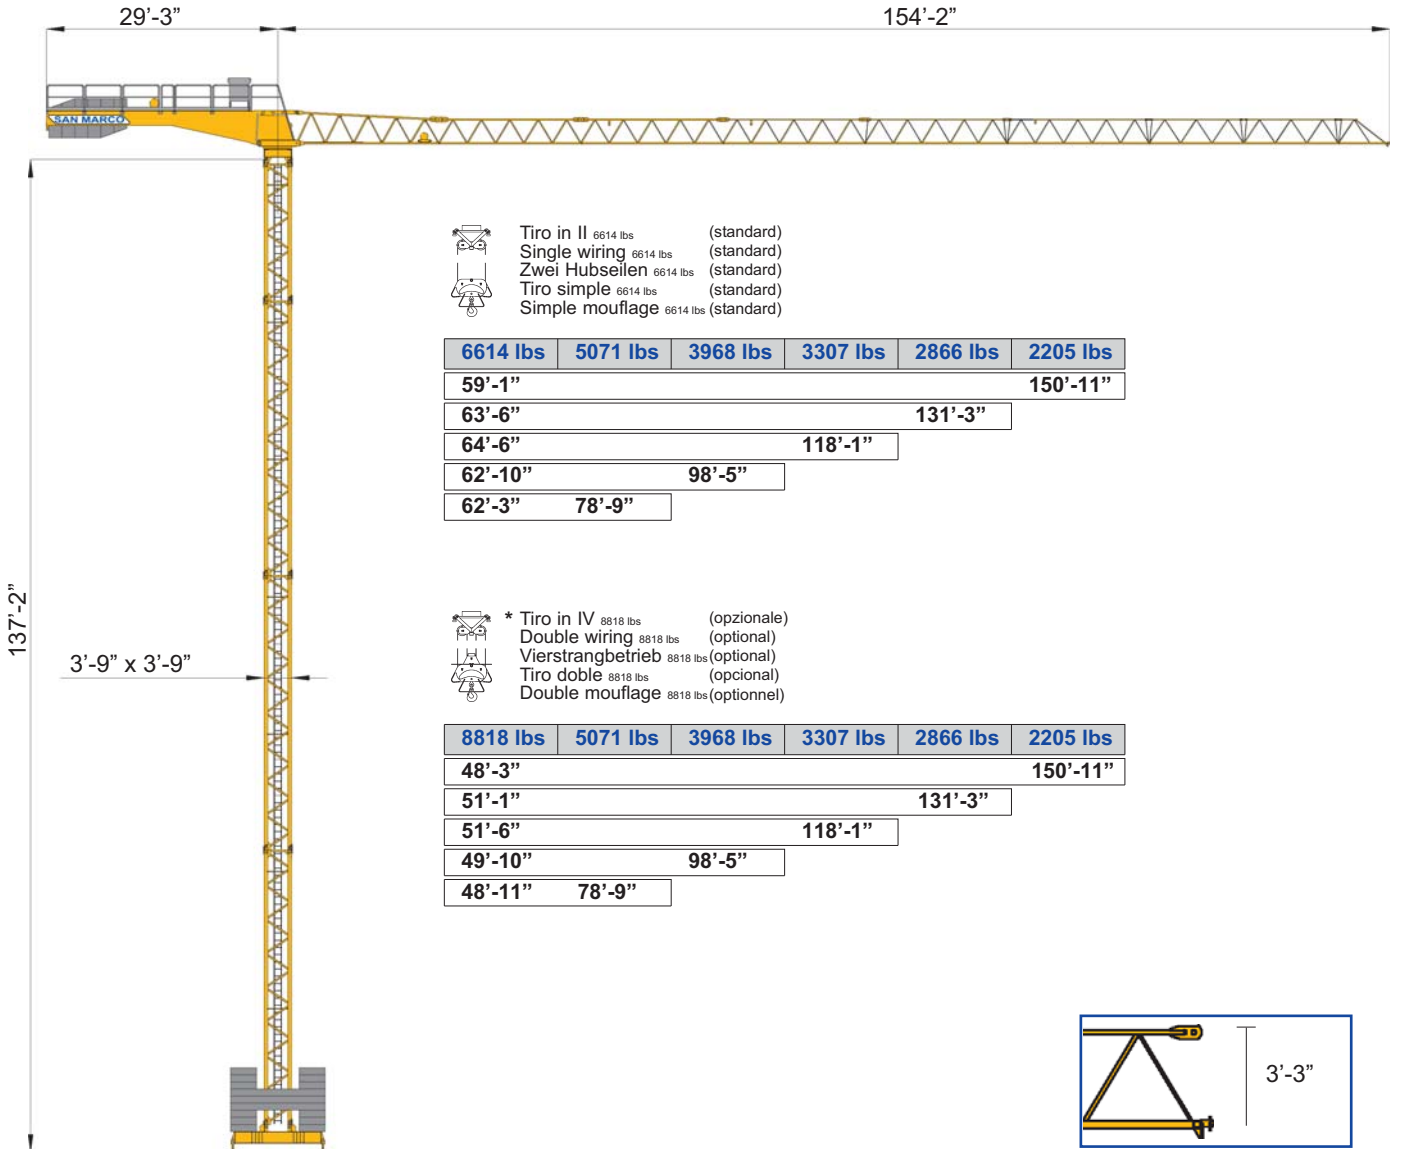 29’-3” 154’-2”
SAN MARCO
Tiro in II 6614 lbs (standard)
Single wiring 6614 lbs (standard)
Zwei Hubseilen 6614 lbs (standard)
Tiro simple 6614 lbs (standard)
Simple mouflage 6614 lbs (standard)
6614 lbs 5071 lbs 3968 lbs 3307 lbs 2866 lbs 2205 lbs
59’-1” 150’-11”
63’-6” 131’-3”
64’-6” 118’-1”
62’-10” 98’-5”
62’-3” 78’-9”
137’-2”
3’-9” x 3’-9”
* Tiro in IV 8818 lbs (opzionale)
Double wiring 8818 lbs (optional)
Vierstrangbetrieb 8818 lbs (optional)
Tiro doble 8818 lbs (opcional)
Double mouflage 8818 lbs (optionnel)
8818 lbs 5071 lbs 3968 lbs 3307 lbs 2866 lbs 2205 lbs
48’-3” 150’-11”
51’-1” 131’-3”
51’-6” 118’-1”
49’-10” 98’-5”
48’-11” 78’-9”
3’-3”